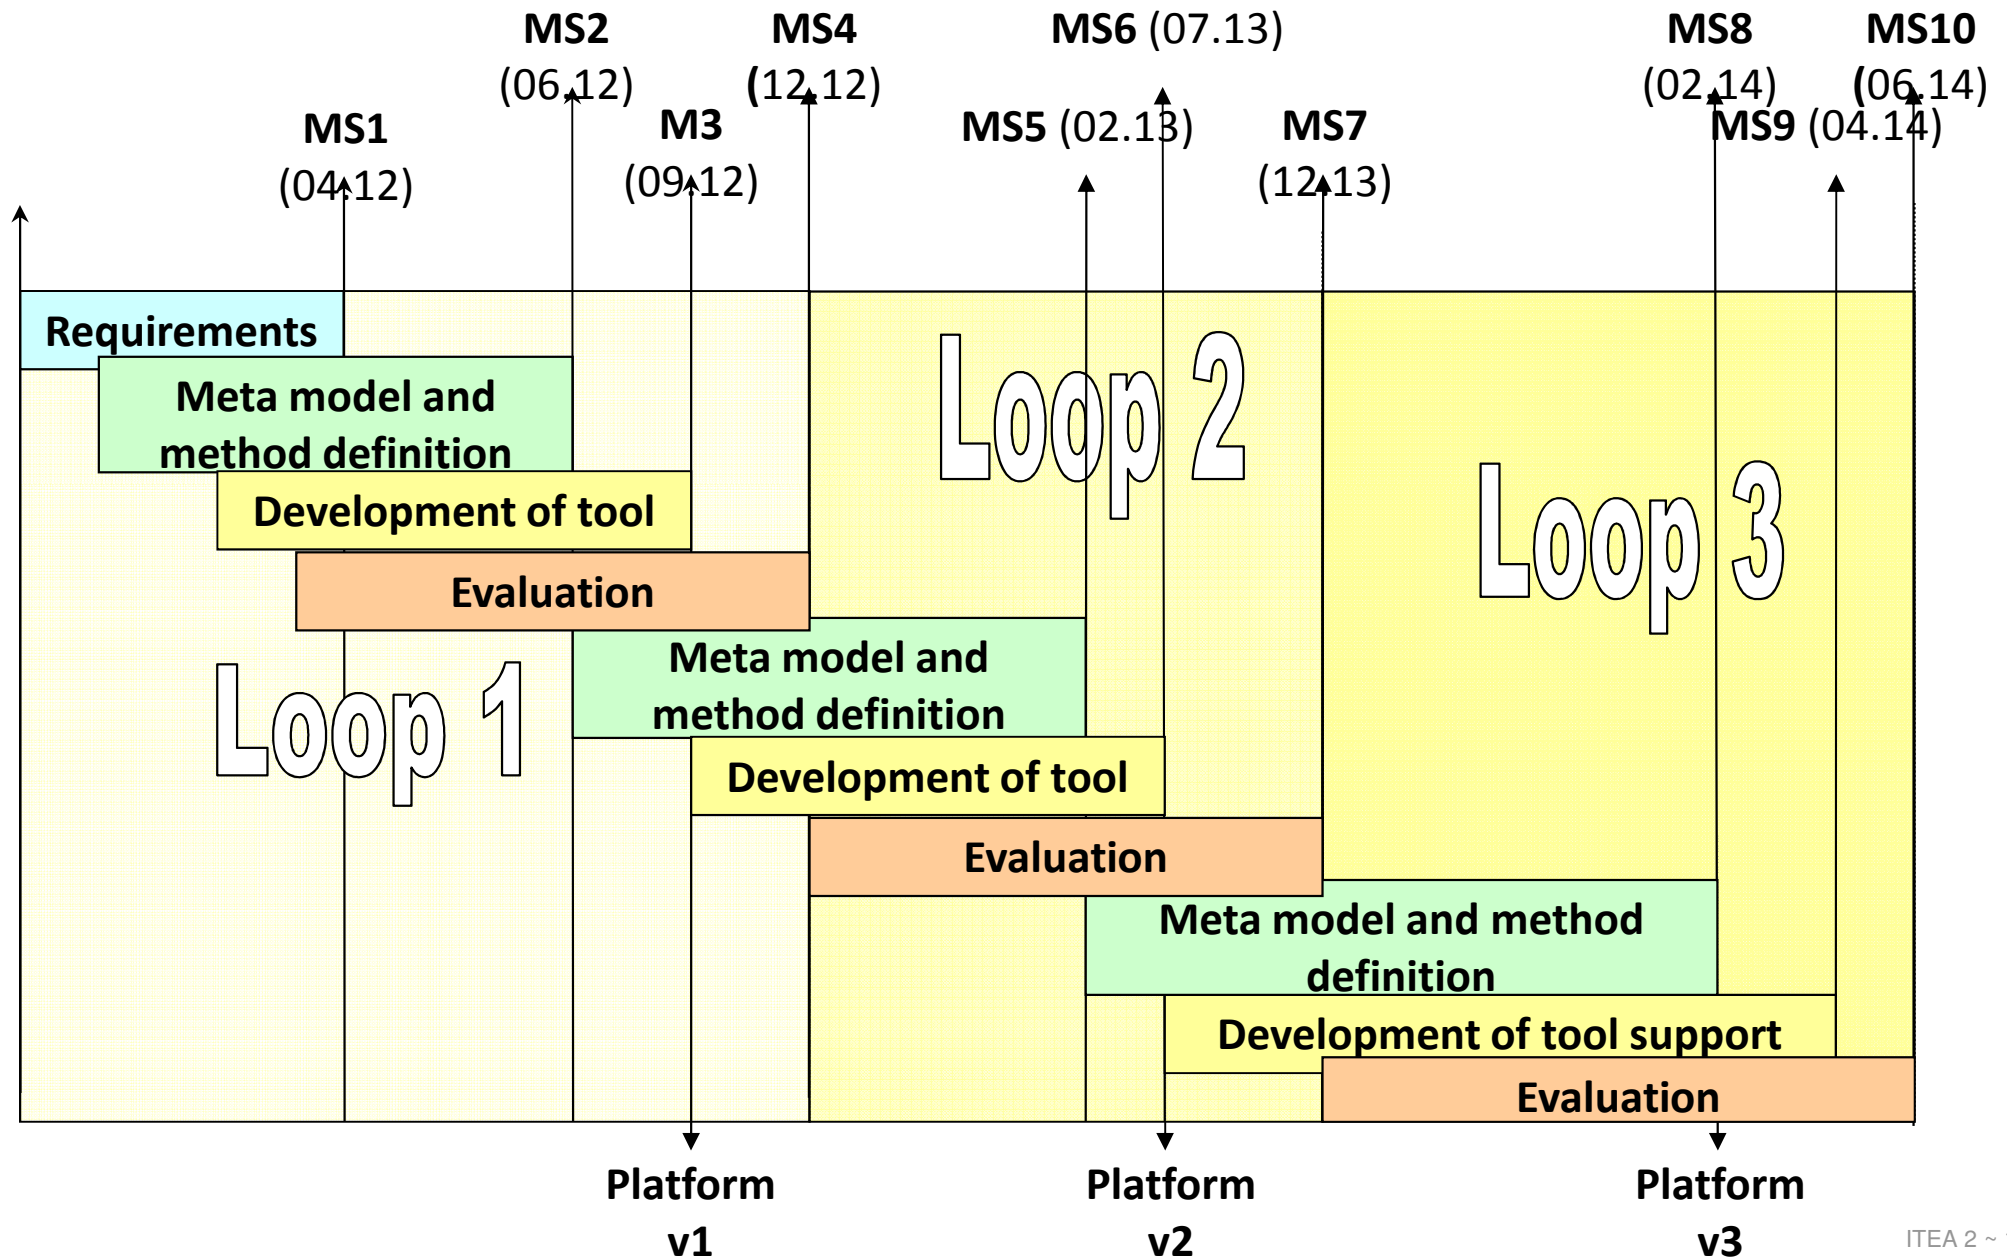 MS2
(06.12)
MS4
(12.12)
MS6 (07.13)
MS8
(02.14)
MS10
(06.14)
MS1
(04.12)
M3
(09.12)
MS5 (02.13)
MS7
(12.13)
MS9 (04.14)
Requirements
Meta model and
method definition
Development of tool
Evaluation
Loop 1
Loop 2
Loop 3
Meta model and
method definition
Development of tool
Evaluation
Meta model and method
definition
Development of tool support
Evaluation
Platform
v1
Platform
v2
Platform
v3
ITEA 2 ~